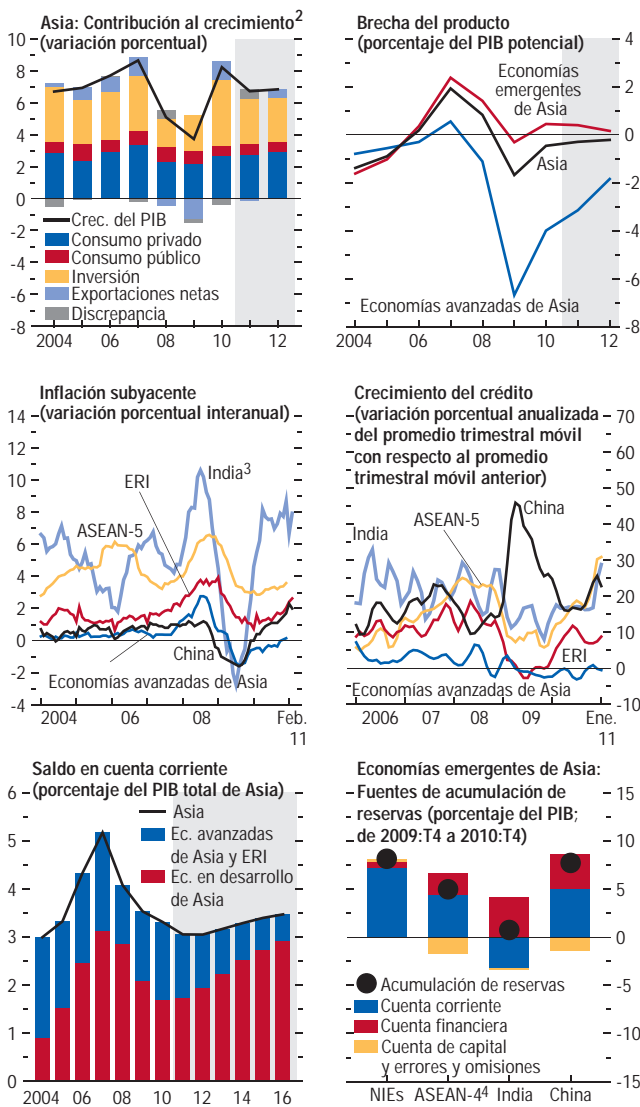 Asia: Contribución al crecimiento²
(variación porcentual)
10
8
6
4
2
0
-2
-4
-6
-8
Crec. del PIB
Consumo privado
Consumo público
Inversión
Exportaciones netas
Discrepancia
2004 06 08 10 12
Brecha del producto
(porcentaje del PIB potencial)
4
2
0
-2
-4
-6
-8
Economías
emergentes
de Asia
Asia
Economías avanzadas de Asia
2004 06 08 10 12
Inflación subyacente
(variación porcentual interanual)
14
12
10
8
6
4
2
0
-2
-4
India³
ERI
ASEAN-5
China
Economías avanzadas de Asia
2004 06 08 Feb.
11
Crecimiento del crédito
(variación porcentual anualizada
del promedio trimestral móvil
con respecto al promedio
trimestral móvil anterior)
70
60
50
40
30
20
10
0
-10
China
ASEAN-5
India
ERI
Economías avanzadas de Asia
2006 07 08 09 Ene.
11
Saldo en cuenta corriente
(porcentaje del PIB total de Asia)
6
5
4
3
2
1
0
Asia
Ec. avanzadas
de Asia y ERI
Ec. en desarrollo
de Asia
2004 06 08 10 12 14 16
Economías emergentes de Asia:
Fuentes de acumulación de
reservas (porcentaje del PIB;
de 2009:T4 a 2010:T4)
15
10
5
0
-5
-10
-15
Acumulación de reservas
Cuenta corriente
Cuenta financiera
Cuenta de capital
y errores y omisiones
NIEs ASEAN-4⁴ India China